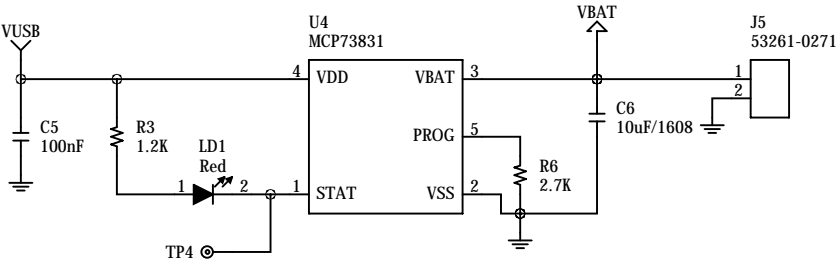 VUSB
U4
MCP73831
VBAT
J5
53261-0271
4 VDD
VBAT 3
1
2
C5
100nF
R3
1.2K
LD1
Red
PROG 5
C6
10uF/1608
R6
2.7K
1
2
1 STAT
VSS 2
TP4